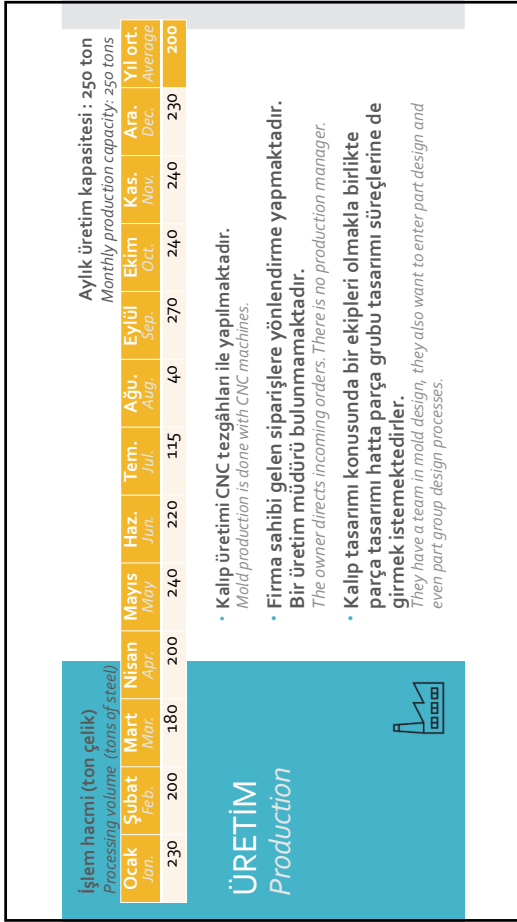 İşlem hacmi (ton çelik)
Processing volume (tons of steel)
Aylık üretim kapasitesi : 250 ton
Monthly production capacity: 250 tons
Ocak Şubat Mart Nisan Mayıs Haz. Tem. Ağu. Eylül Ekim Kas. Ara. Yıl ort.
Jan. Feb. Mar. Apr. May Jun. Jul. Aug. Sep. Oct. Nov. Dec. Average
230 200 180 200 240 220 115 40 270 240 240 230 200
ÜRETİM
Production
• Kalıp üretimi CNC tezgâhları ile yapılmaktadır.
Mold production is done with CNC machines.
• Firma sahibi gelen siparişlere yönlendirme yapmaktadır.
Bir üretim müdürü bulunmamaktadır.
The owner directs incoming orders. There is no production manager.
• Kalıp tasarımı konusunda bir ekipleri olmakla birlikte
parça tasarımı hatta parça grubu tasarımı süreçlerine de
girmek istemektedirler.
They have a team in mold design, they also want to enter part design and
even part group design processes.